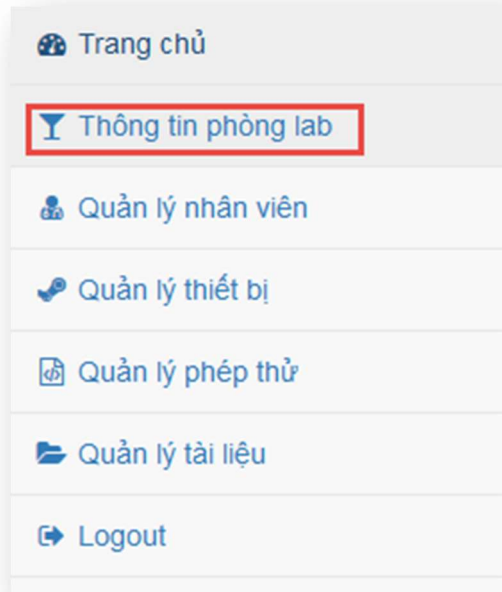 Trang chủ
Thông tin phòng lab
Quản lý nhân viên
Quản lý thiết bị
Quản lý phép thử
Quản lý tài liệu
Logout